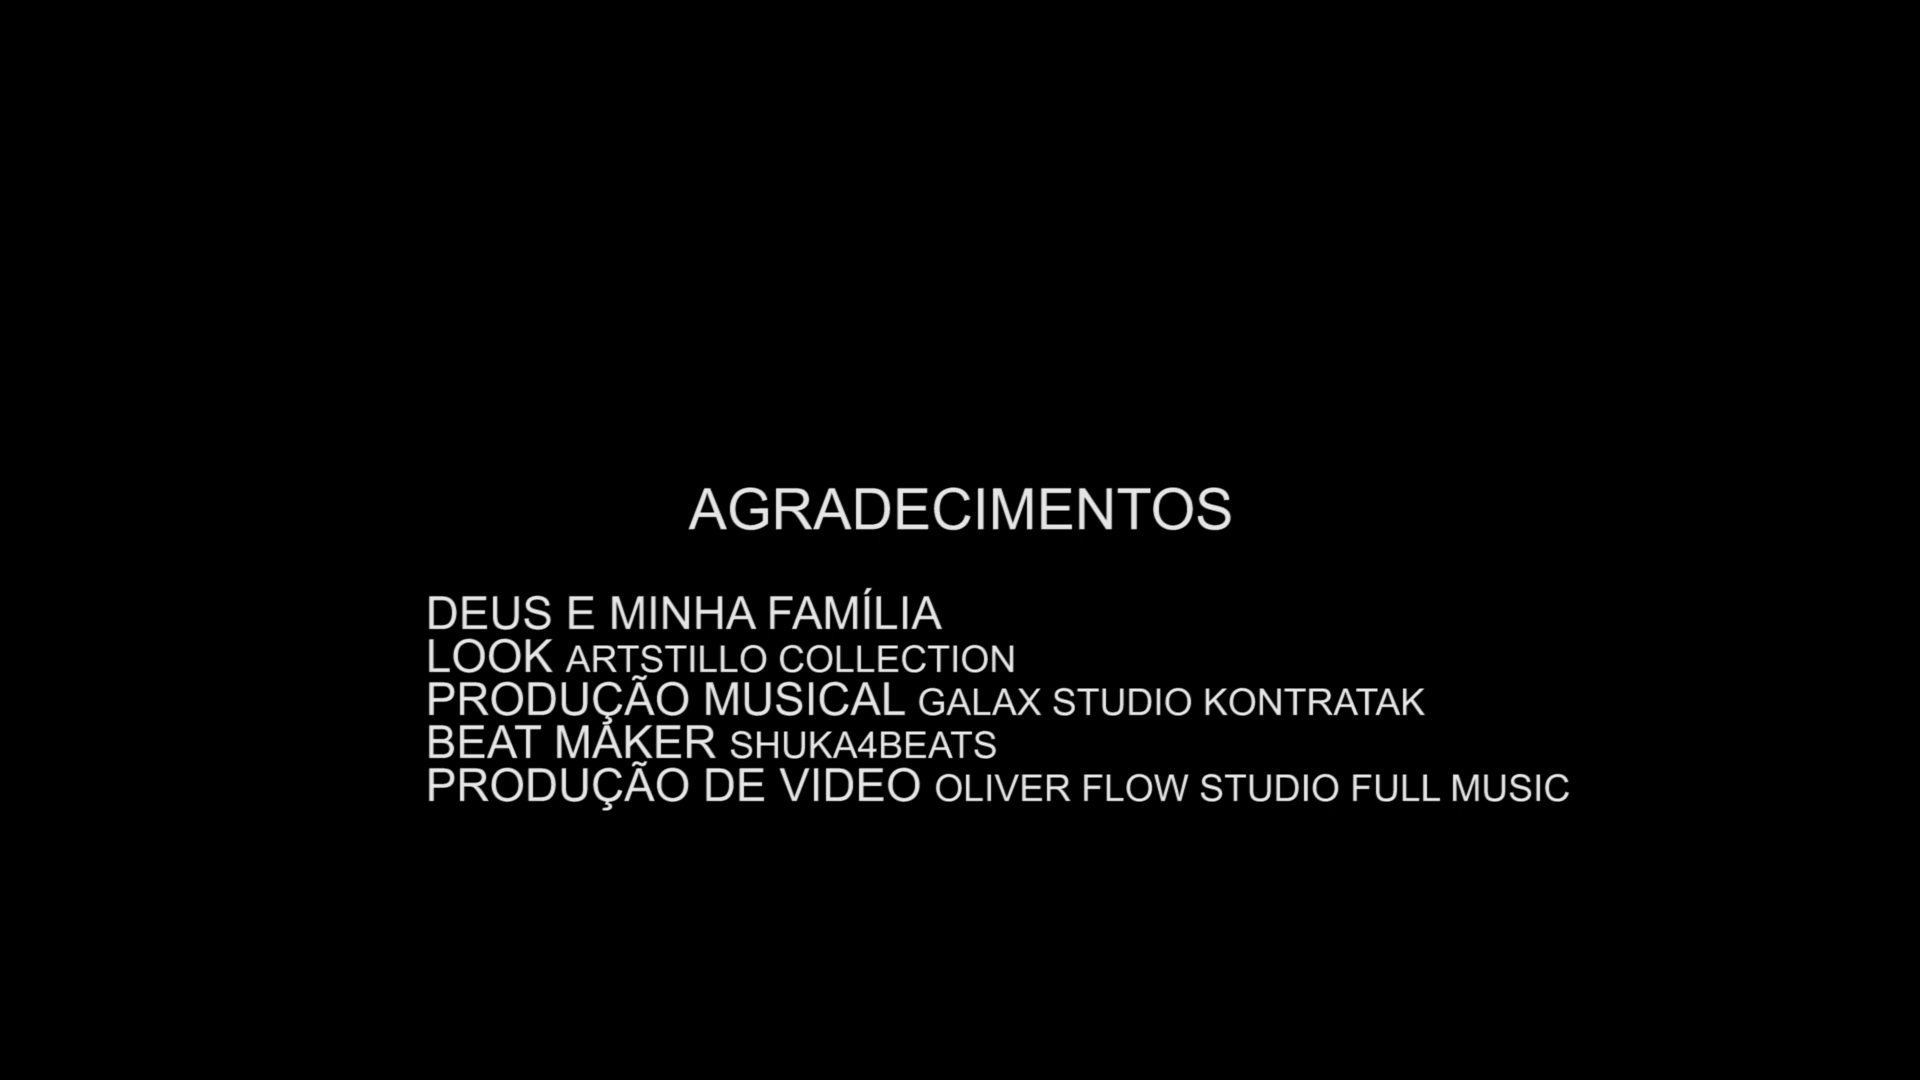 AGRADECIMENTOS
DEUS E MINHA FAMÍLIA
LOOK ARTSTILLO COLLECTION
PRODUÇÃO MUSICAL GALAX STUDIO KONTRATAK
BEAT MAKER SHUKA4BEATS
PRODUÇÃO DE VIDEO OLIVER FLOW STUDIO FULL MUSIC